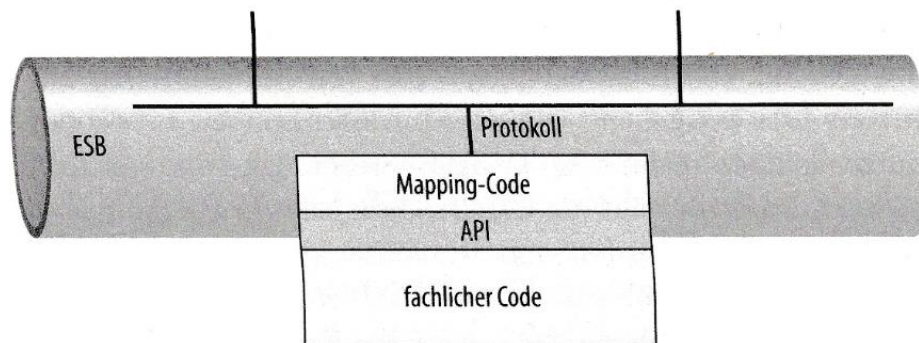 ESB
Protokoll
Mapping-Code
API
fachlicher Code